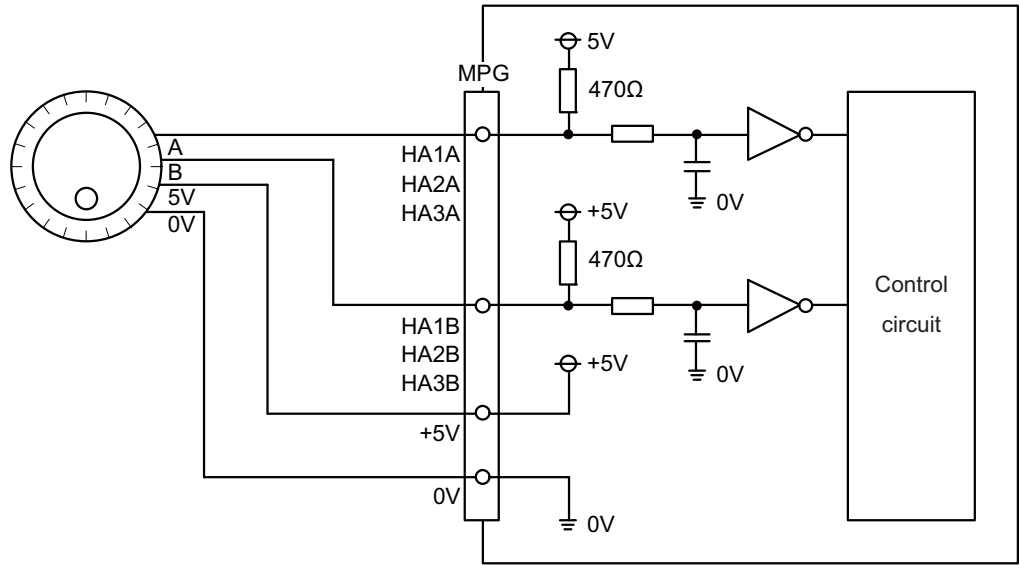 5V
MPG
470Ω
A
HA1A
B
HA2A
5V
0V
HA3A
+5V
0V
470Ω
Control
circuit
HA1B
HA2B
+5V
0V
HA3B
+5V
0V
0V